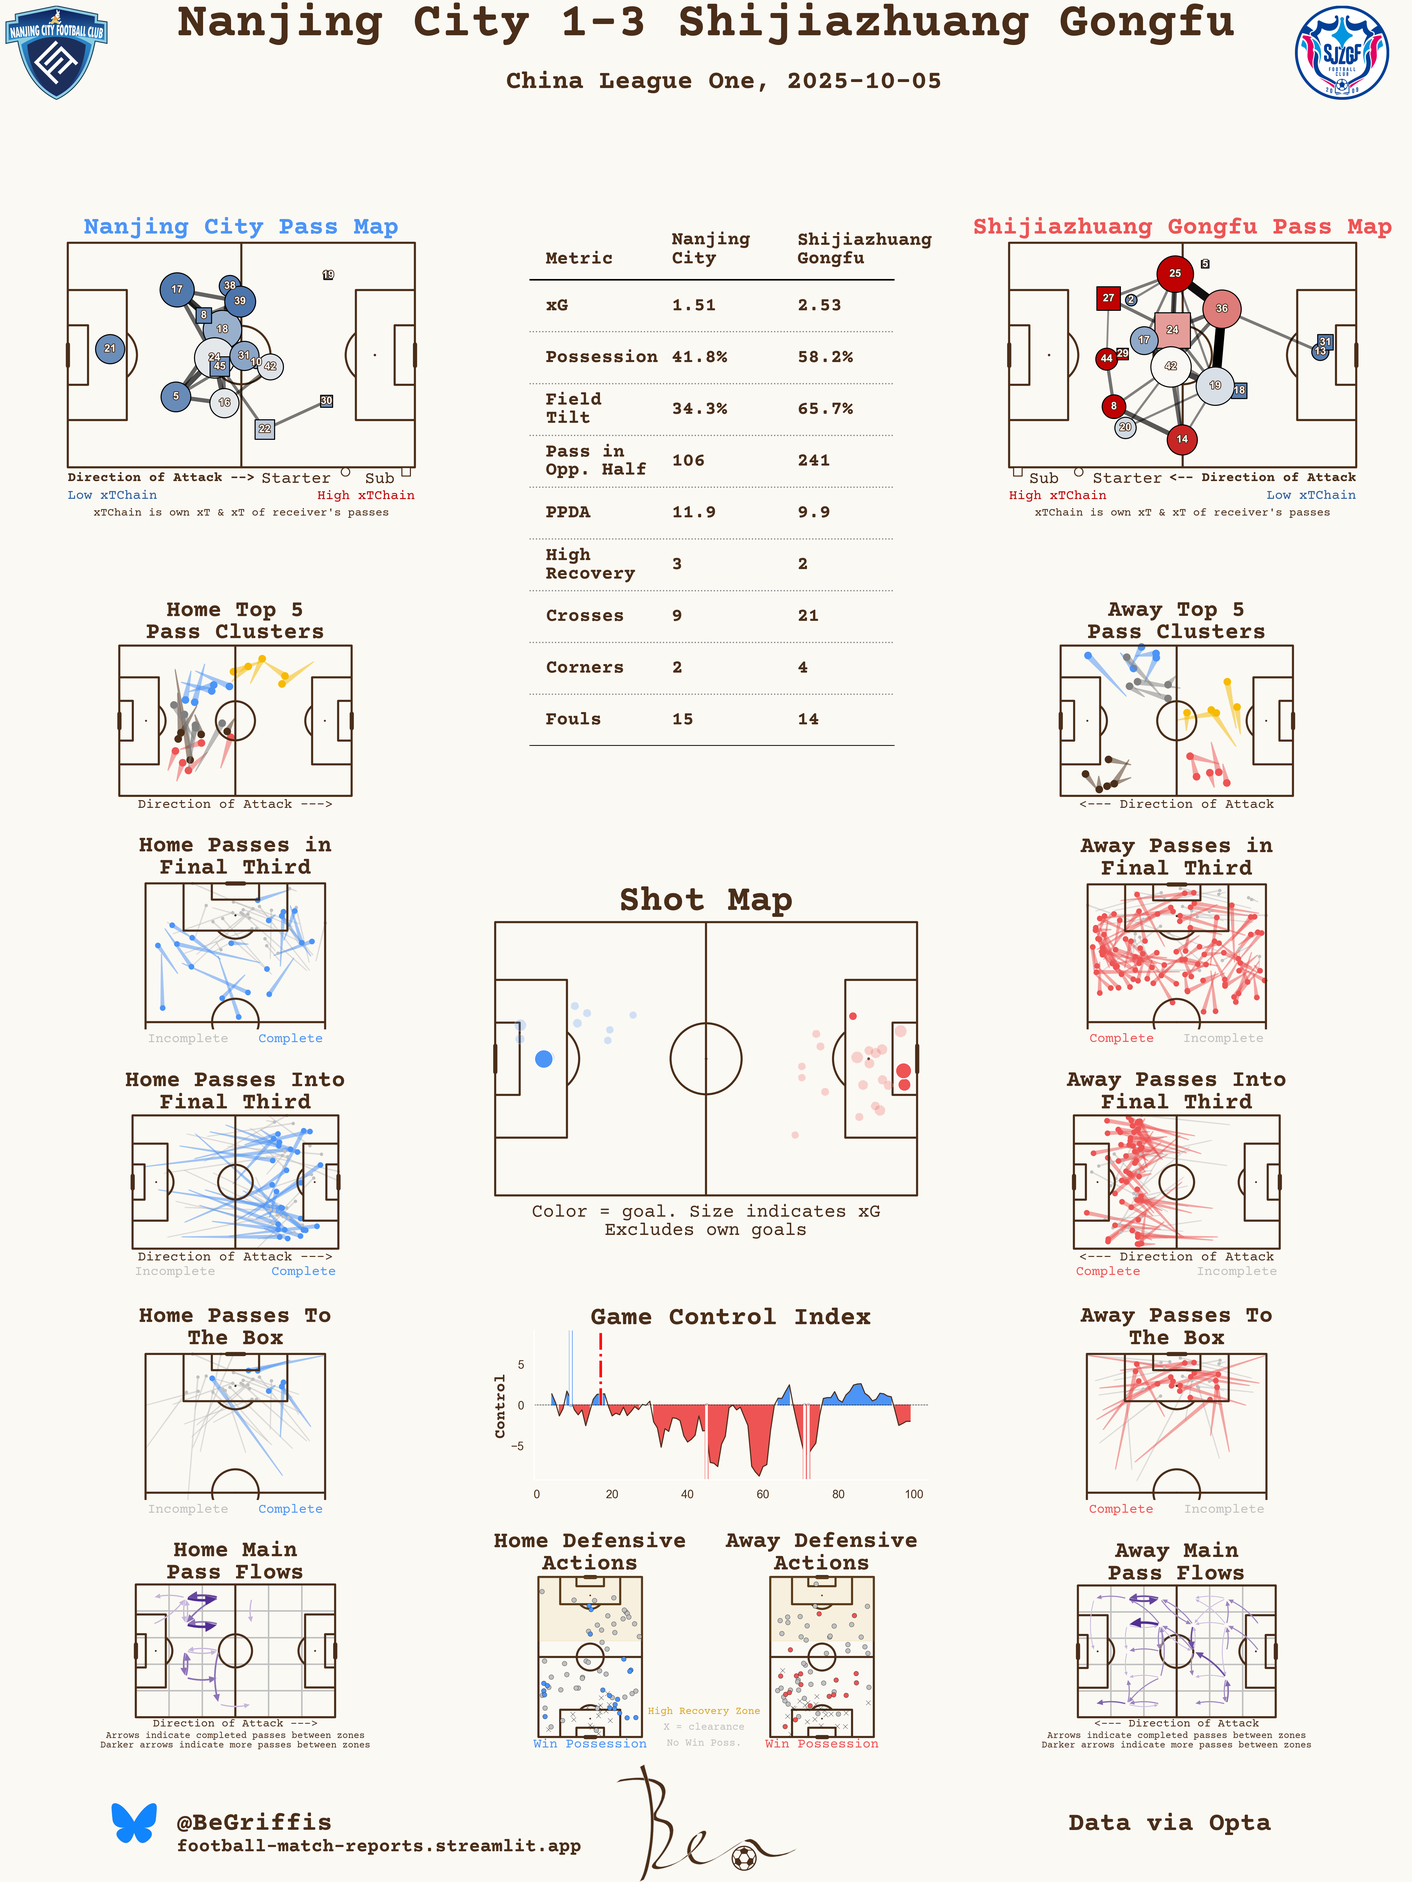 Nanjing City 1-3 Shijiazhuang Gongfu
China League One, 2025-10-05
NANJING CITY FOOTBALL CLUB
SJZGF
FOOTBALL
CLUB
Nanjing City Pass Map
17
38
39
8
18
21
24
31
10
42
45
5
16
22
30
19
Direction of Attack --> Starter Sub
Low xTChain High xTChain
xTChain is own xT & xT of receiver's passes
Metric Nanjing City Shijiazhuang Gongfu
xG 1.51 2.53
Possession 41.8% 58.2%
Field Tilt 34.3% 65.7%
Pass in Opp. Half 106 241
PPDA 11.9 9.9
High Recovery 3 2
Crosses 9 21
Corners 2 4
Fouls 15 14
Shijiazhuang Gongfu Pass Map
25
5
27
2
36
24
17
44
29
42
31
13
19
18
8
20
14
Sub Starter <-- Direction of Attack
High xTChain Low xTChain
xTChain is own xT & xT of receiver's passes
Home Top 5
Pass Clusters
Direction of Attack --->
Away Top 5
Pass Clusters
<--- Direction of Attack
Home Passes in
Final Third
Incomplete Complete
Away Passes in
Final Third
Complete Incomplete
Shot Map
Color = goal. Size indicates xG
Excludes own goals
Home Passes Into
Final Third
Direction of Attack --->
Incomplete Complete
Away Passes Into
Final Third
<--- Direction of Attack
Complete Incomplete
Home Passes To
The Box
Incomplete Complete
Game Control Index
Control
5
0
−5
0 20 40 60 80 100
Away Passes To
The Box
Complete Incomplete
Home Main
Pass Flows
Direction of Attack --->
Arrows indicate completed passes between zones
Darker arrows indicate more passes between zones
Home Defensive
Actions
Win Possession
High Recovery Zone
X = clearance
No Win Poss.
Away Defensive
Actions
Win Possession
Away Main
Pass Flows
<--- Direction of Attack
Arrows indicate completed passes between zones
Darker arrows indicate more passes between zones
@BeGriffis
football-match-reports.streamlit.app
Ben
Data via Opta